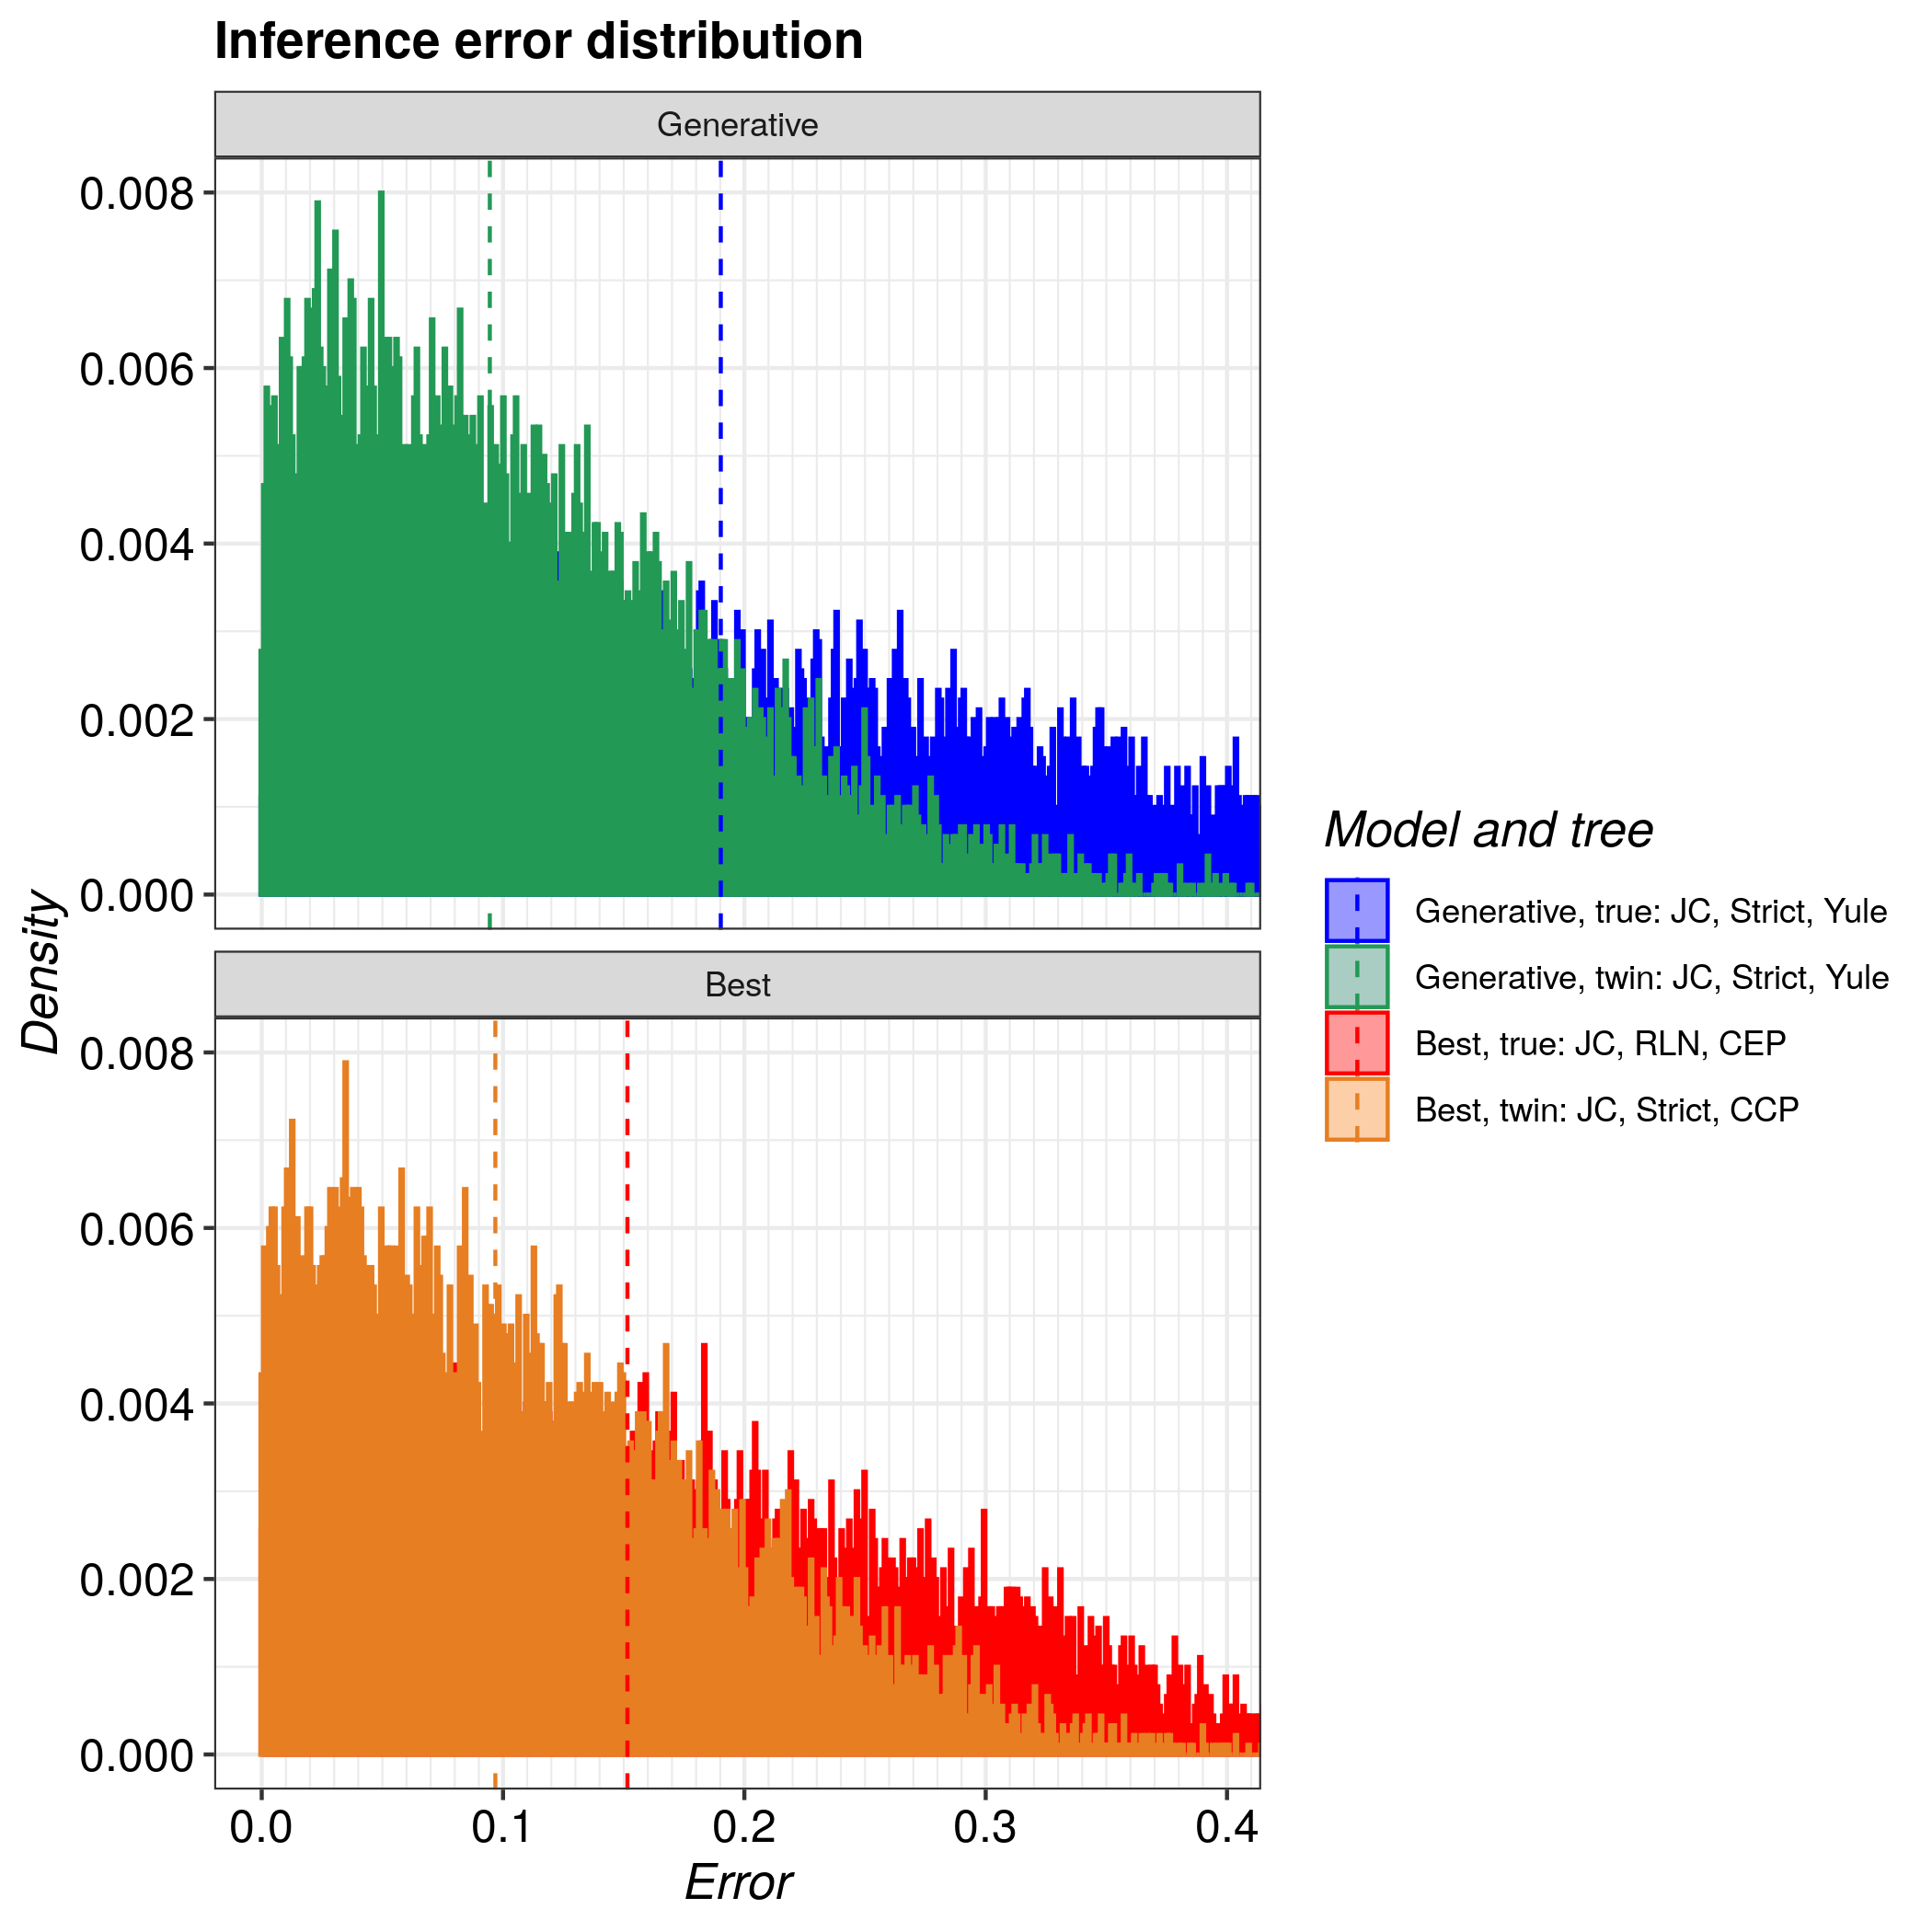 Inference error distribution
Generative
0.008
0.006
0.004
0.002
0.000
Density
Best
0.008
0.006
0.004
0.002
0.000
0.0 0.1 0.2 0.3 0.4
Error
Model and tree
Generative, true: JC, Strict, Yule
Generative, twin: JC, Strict, Yule
Best, true: JC, RLN, CEP
Best, twin: JC, Strict, CCP